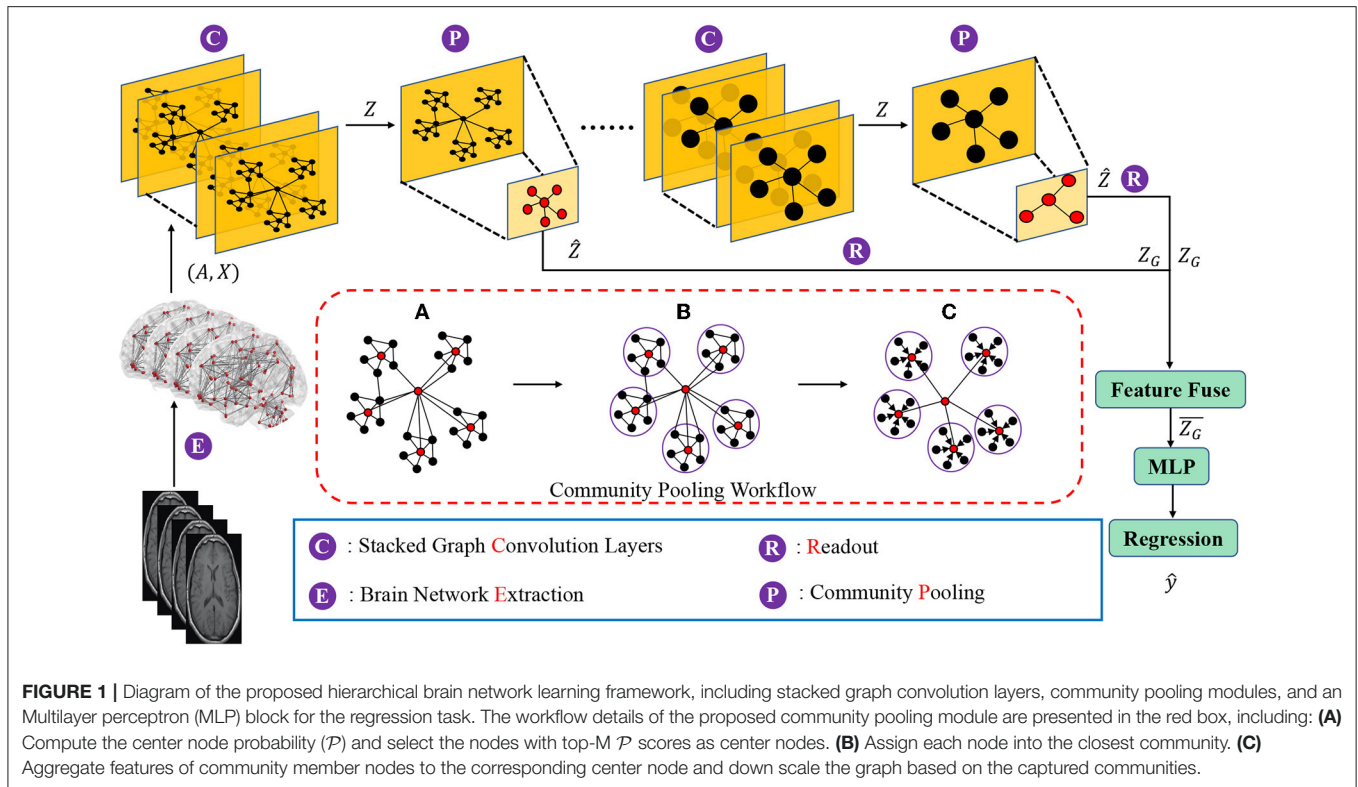 C
P
C
P
Z
......
Z
Ẑ
R
Ẑ
R
Z_G Z_G
(A, X)
A
B
C
E
Community Pooling Workflow
Feature Fuse
\overline{Z_G}
MLP
Regression
ŷ
C : Stacked Graph Convolution Layers
R : Readout
E : Brain Network Extraction
P : Community Pooling
FIGURE 1 | Diagram of the proposed hierarchical brain network learning framework, including stacked graph convolution layers, community pooling modules, and an
Multilayer perceptron (MLP) block for the regression task. The workflow details of the proposed community pooling module are presented in the red box, including: (A)
Compute the center node probability (𝒫) and select the nodes with top-M 𝒫 scores as center nodes. (B) Assign each node into the closest community. (C)
Aggregate features of community member nodes to the corresponding center node and down scale the graph based on the captured communities.